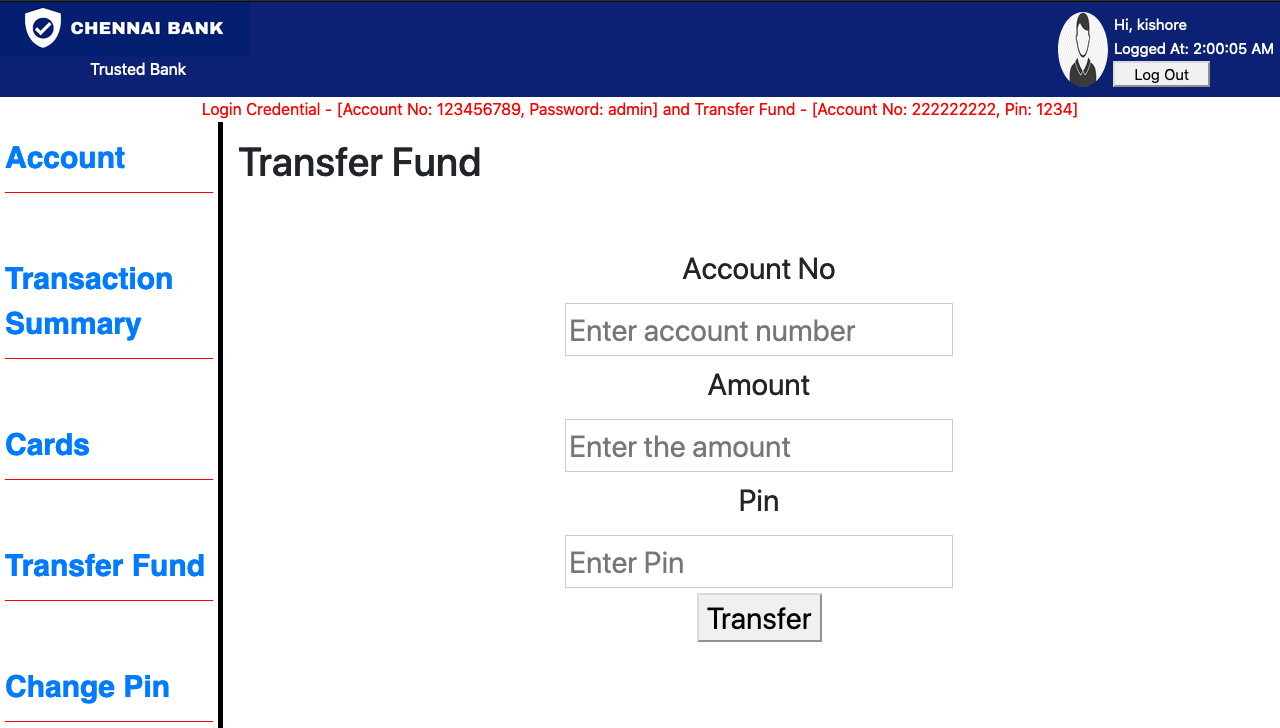 CHENNAI BANK
Trusted Bank
Hi, kishore
Logged At: 2:00:05 AM
Log Out
Login Credential - [Account No: 123456789, Password: admin] and Transfer Fund - [Account No: 222222222, Pin: 1234]
Account
Transaction
Summary
Cards
Transfer Fund
Change Pin
Transfer Fund
Account No
Enter account number
Amount
Enter the amount
Pin
Enter Pin
Transfer